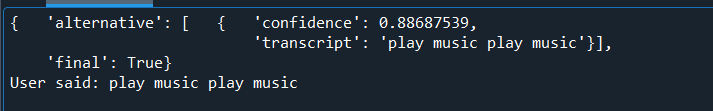 {   'alternative': [   {   'confidence': 0.88687539,
                           'transcript': 'play music play music'}],
    'final': True}
User said: play music play music